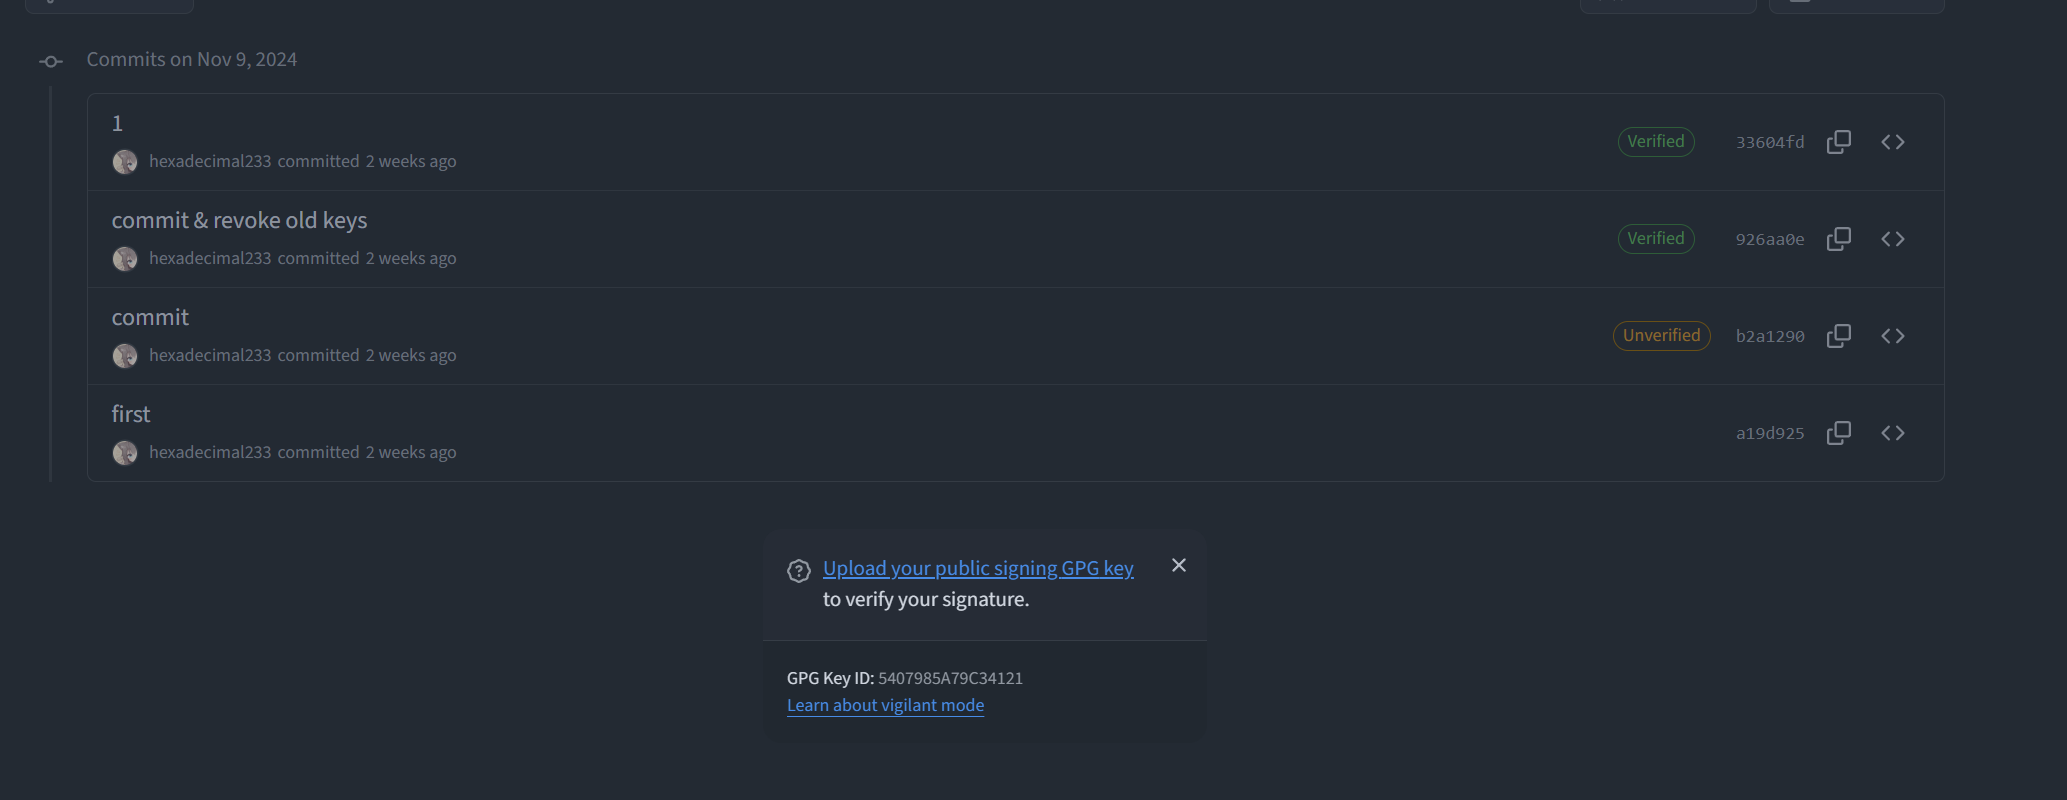 Commits on Nov 9, 2024
1
hexadecimal233 committed 2 weeks ago
Verified 33604fd
commit & revoke old keys
hexadecimal233 committed 2 weeks ago
Verified 926aa0e
commit
hexadecimal233 committed 2 weeks ago
Unverified b2a1290
first
hexadecimal233 committed 2 weeks ago
a19d925
Upload your public signing GPG key
to verify your signature.
GPG Key ID: 5407985A79C34121
Learn about vigilant mode